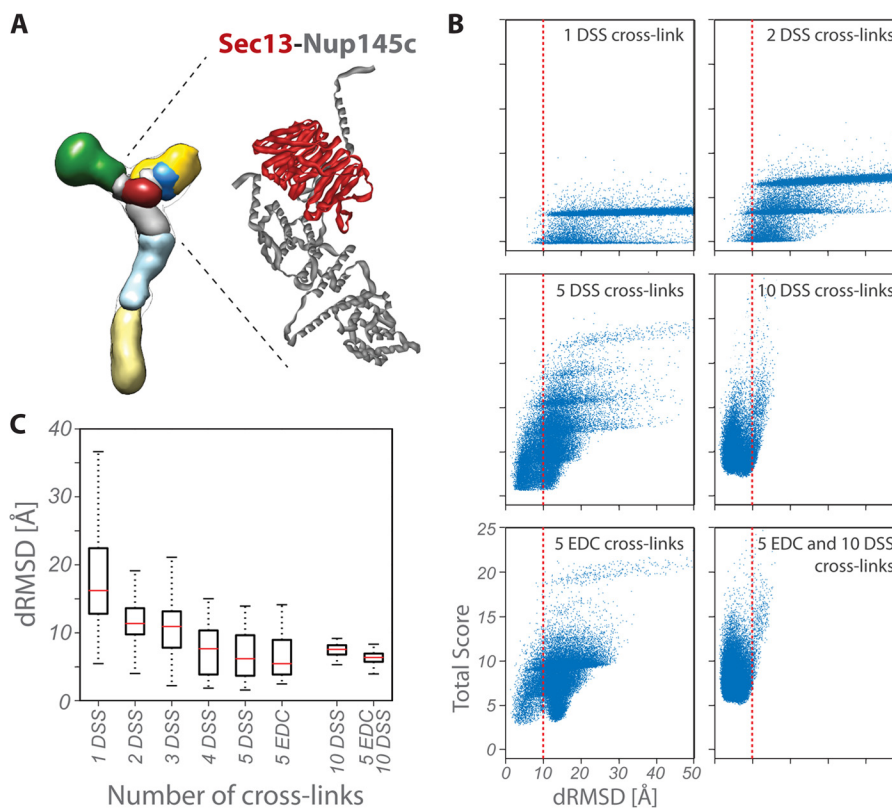 A
Sec13-Nup145c
B
1 DSS cross-link
2 DSS cross-links
5 DSS cross-links
10 DSS cross-links
5 EDC cross-links
5 EDC and 10 DSS
cross-links
Total Score
25
20
15
10
5
0
0 10 20 30 40 50
dRMSD [Å]
C
dRMSD [Å]
40
30
20
10
0
1 DSS
2 DSS
3 DSS
4 DSS
5 DSS
5 EDC
10 DSS
5 EDC
10 DSS
Number of cross-links